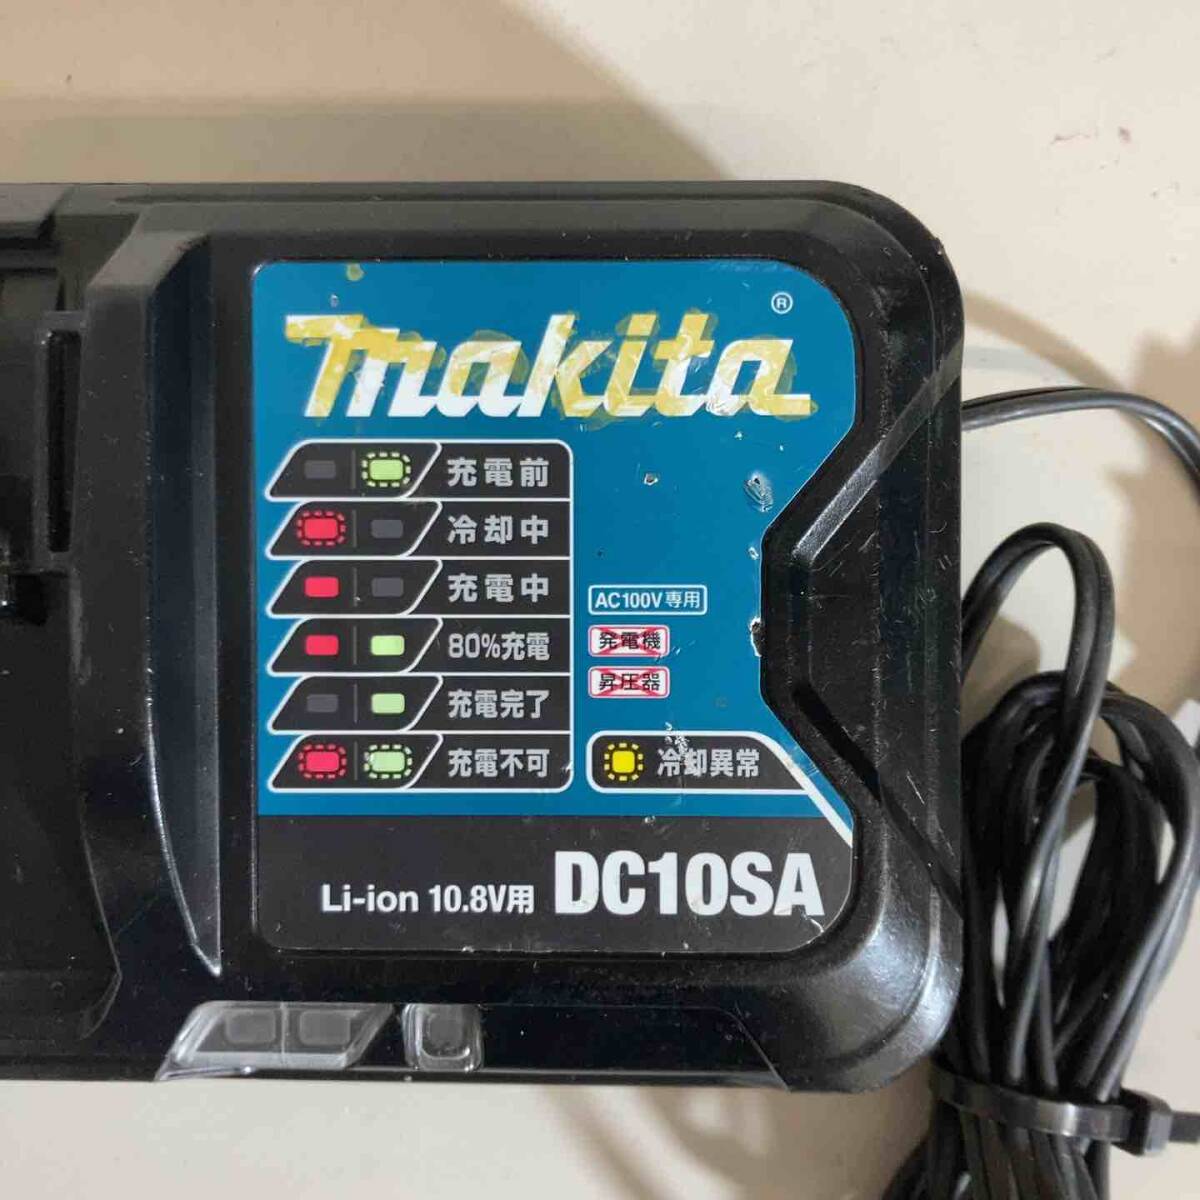 makita®
充電前
冷却中
充電中
80%充電
充電完了
充電不可
AC100V専用
発電機
昇圧器
冷却異常
Li-ion 10.8V用 DC10SA